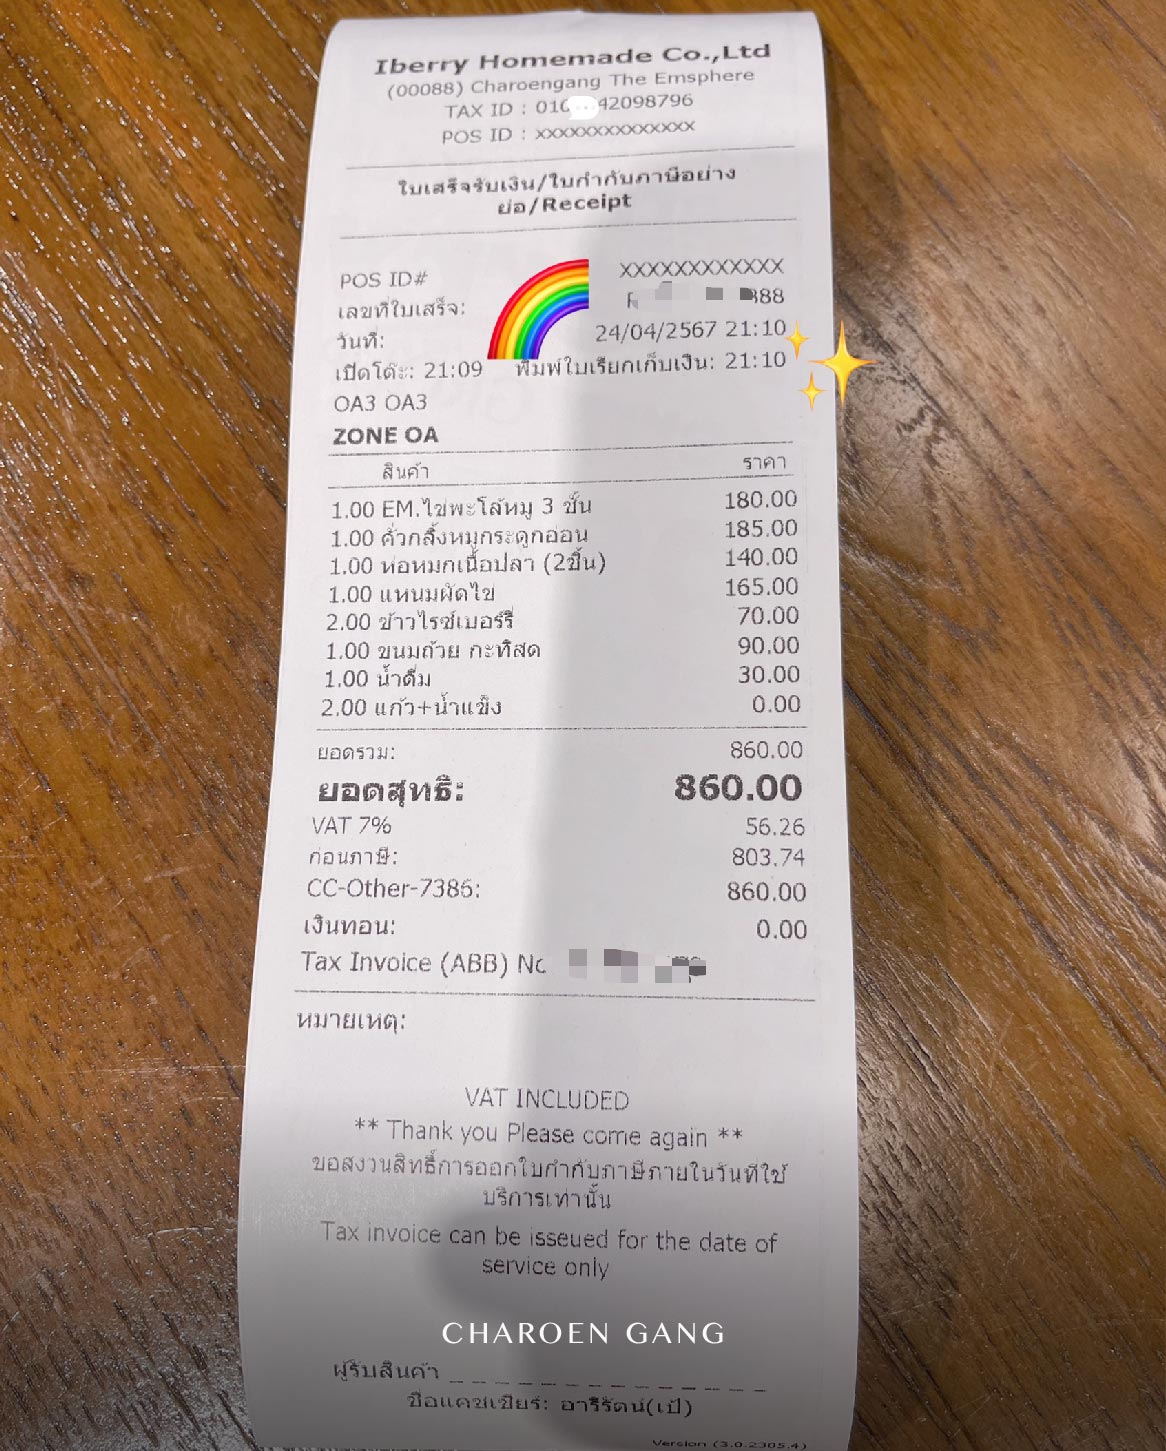 Iberry Homemade Co.,Ltd
(00088) Charoengang The Emsphere
TAX ID : 010 42098796
POS ID : XXXXXXXXXXXXXX
ใบเสร็จรับเงิน/ใบกำกับภาษีอย่าง
ย่อ/Receipt
POS ID# XXXXXXXXXXXX
เลขที่ใบเสร็จ: 888
วันที่: 24/04/2567 21:10
เปิดโต๊ะ: 21:09 พิมพ์ใบเรียกเก็บเงิน: 21:10
OA3 OA3
ZONE OA
สินค้า ราคา
1.00 EM.ไข่พะโล้หมู 3 ชั้น 180.00
1.00 คั่วกลิ้งหมูกระดูกอ่อน 185.00
1.00 ห่อหมกเนื้อปลา (2ชิ้น) 140.00
1.00 แหนมผัดไข่ 165.00
2.00 ข้าวไรซ์เบอร์รี่ 70.00
1.00 ขนมถ้วย กะทิสด 90.00
1.00 น้ำดื่ม 30.00
2.00 แก้ว+น้ำแข็ง 0.00
ยอดรวม: 860.00
ยอดสุทธิ: 860.00
VAT 7% 56.26
ก่อนภาษี: 803.74
CC-Other-7386: 860.00
เงินทอน: 0.00
Tax Invoice (ABB) No
หมายเหตุ:
VAT INCLUDED
** Thank you Please come again **
ขอสงวนสิทธิ์การออกใบกำกับภาษีภายในวันที่ใช้
บริการเท่านั้น
Tax invoice can be isseued for the date of
service only
CHAROEN GANG
ผู้รับสินค้า _ _ _ _ _ _ _ _ _ _ _ _ _ _
ชื่อแคชเชียร์: อารีรัตน์(เป้)
Version (3.0.2305.4)